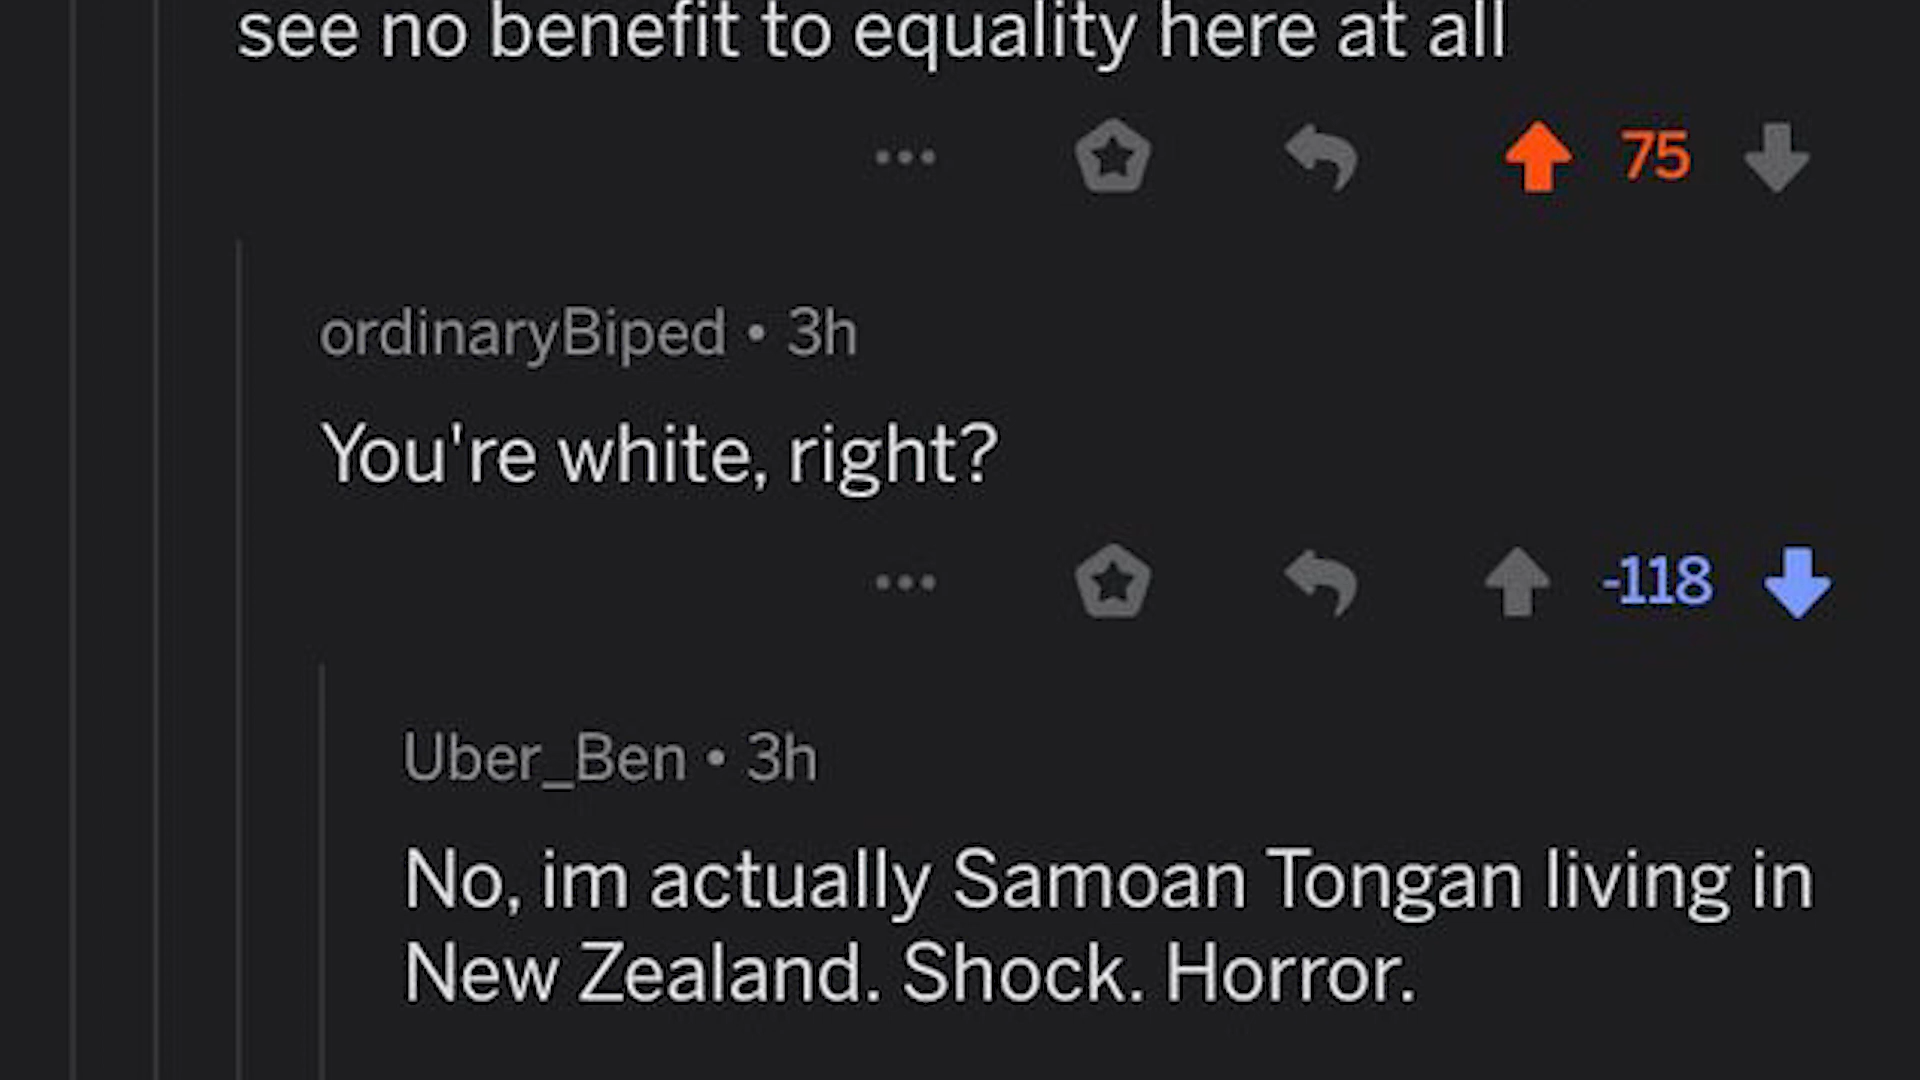 see no benefit to equality here at all
75
ordinaryBiped • 3h
You're white, right?
-118
Uber_Ben • 3h
No, im actually Samoan Tongan living in
New Zealand. Shock. Horror.